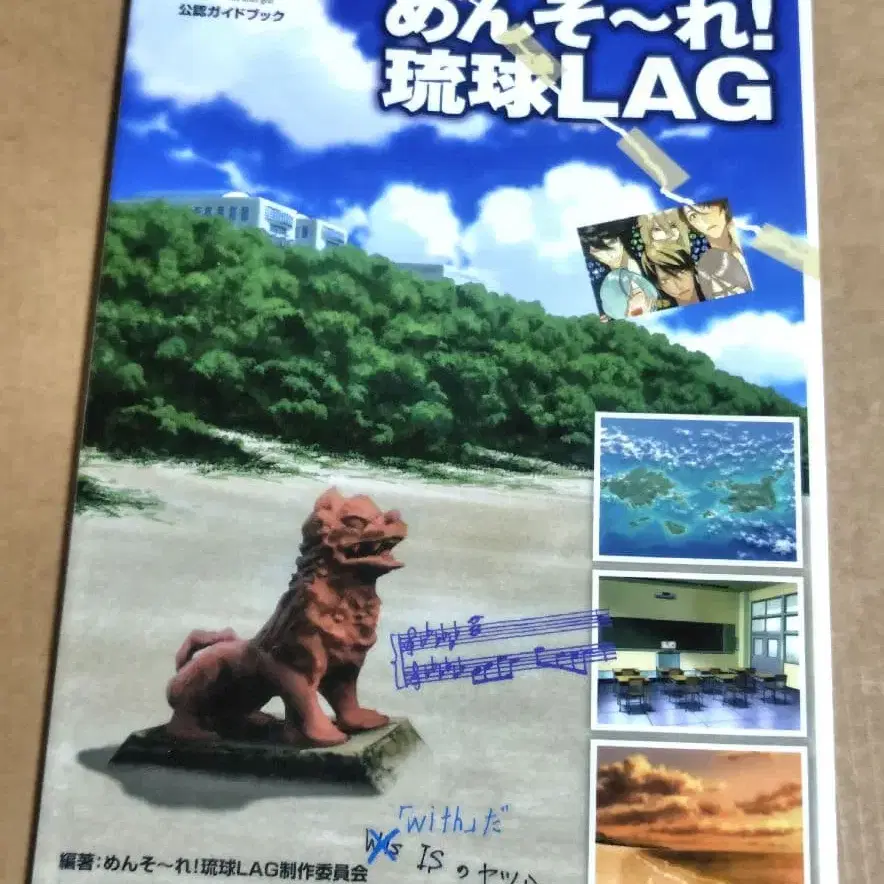 公認ガイドブック
めんそ〜れ!
琉球LAG
「with」だ
IS のヤツ
編著:めんそ〜れ!琉球LAG制作委員会